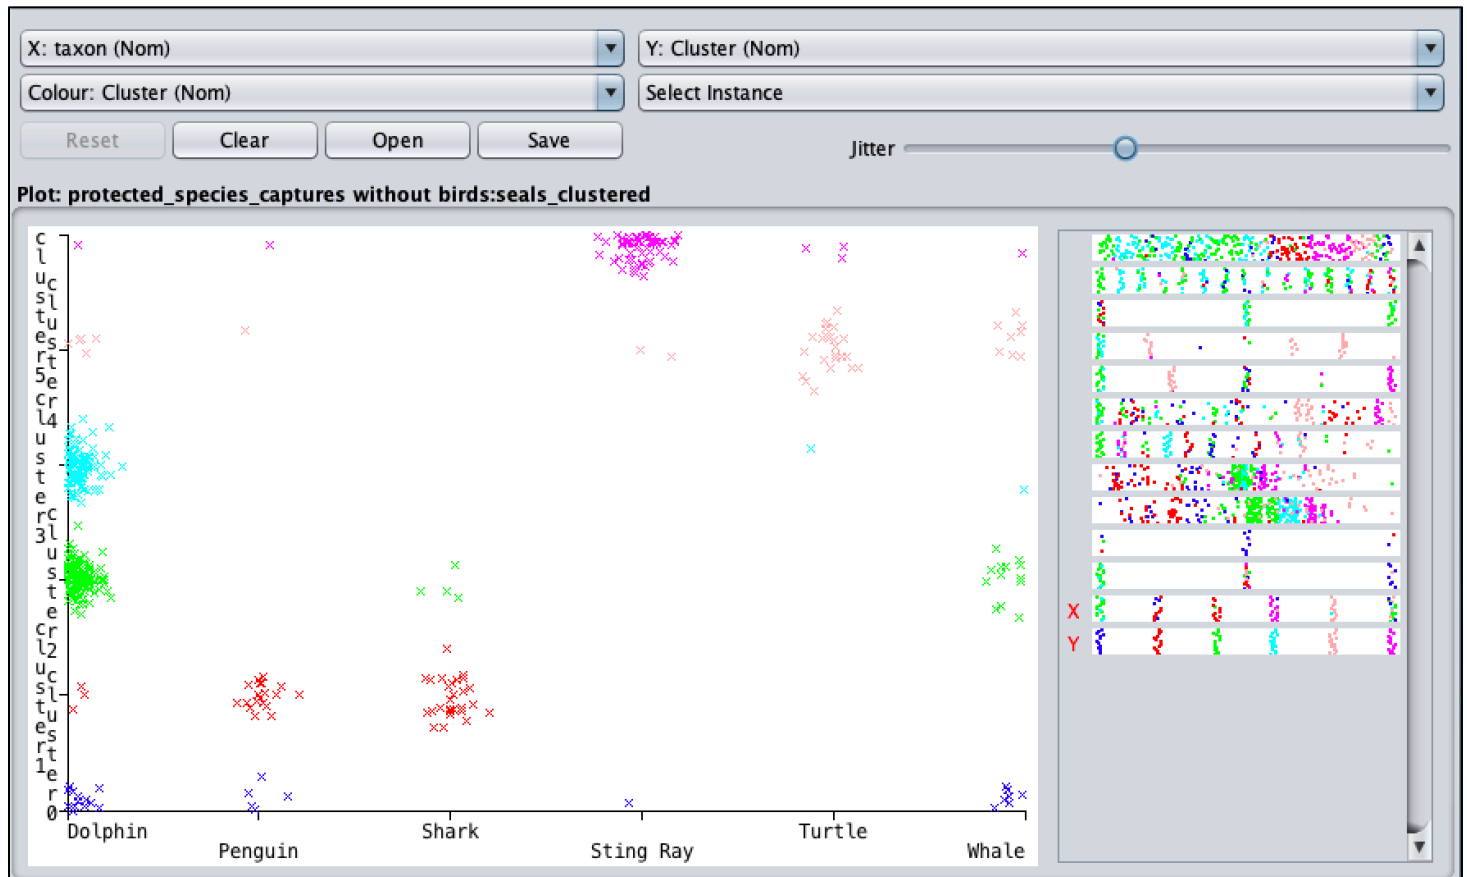 X: taxon (Nom)
Y: Cluster (Nom)
Colour: Cluster (Nom)
Select Instance
Reset
Clear
Open
Save
Jitter
Plot: protected_species_captures without birds:seals_clustered
cluster5
cluster4
cluster3
cluster2
cluster1
cluster0
Dolphin
Penguin
Shark
Sting Ray
Turtle
Whale
X
Y